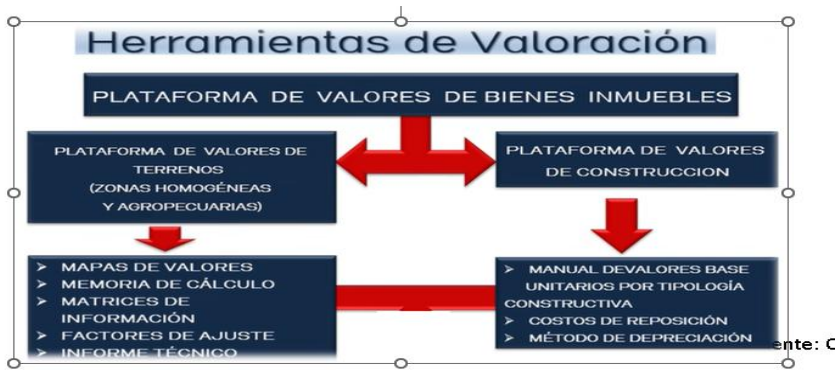 Herramientas de Valoración
PLATAFORMA DE VALORES DE BIENES INMUEBLES
PLATAFORMA DE VALORES DE
TERRENOS
(ZONAS HOMOGÉNEAS
Y AGROPECUARIAS)
PLATAFORMA DE VALORES
DE CONSTRUCCION
➢ MAPAS DE VALORES
➢ MEMORIA DE CÁLCULO
➢ MATRICES DE
INFORMACIÓN
➢ FACTORES DE AJUSTE
➢ INFORME TÉCNICO
➢ MANUAL DEVALORES BASE
UNITARIOS POR TIPOLOGÍA
CONSTRUCTIVA
➢ COSTOS DE REPOSICIÓN
➢ MÉTODO DE DEPRECIACIÓN
ente: C